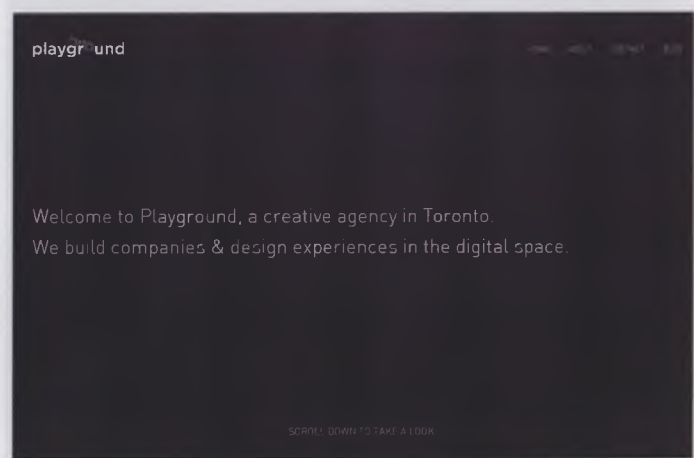 playgr und
Welcome to Playground, a creative agency in Toronto.
We build companies & design experiences in the digital space.
SCROLL DOWN TO TAKE A LOOK